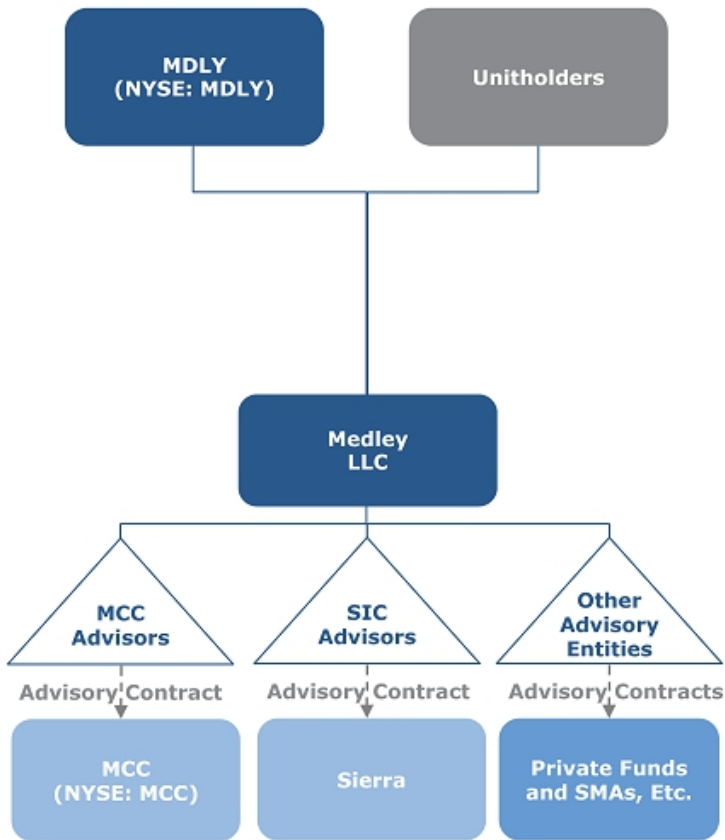 MDLY
(NYSE: MDLY)
Unitholders
Medley
LLC
MCC
Advisors
SIC
Advisors
Other
Advisory
Entities
Advisory Contract
Advisory Contract
Advisory Contracts
MCC
(NYSE: MCC)
Sierra
Private Funds
and SMAs, Etc.